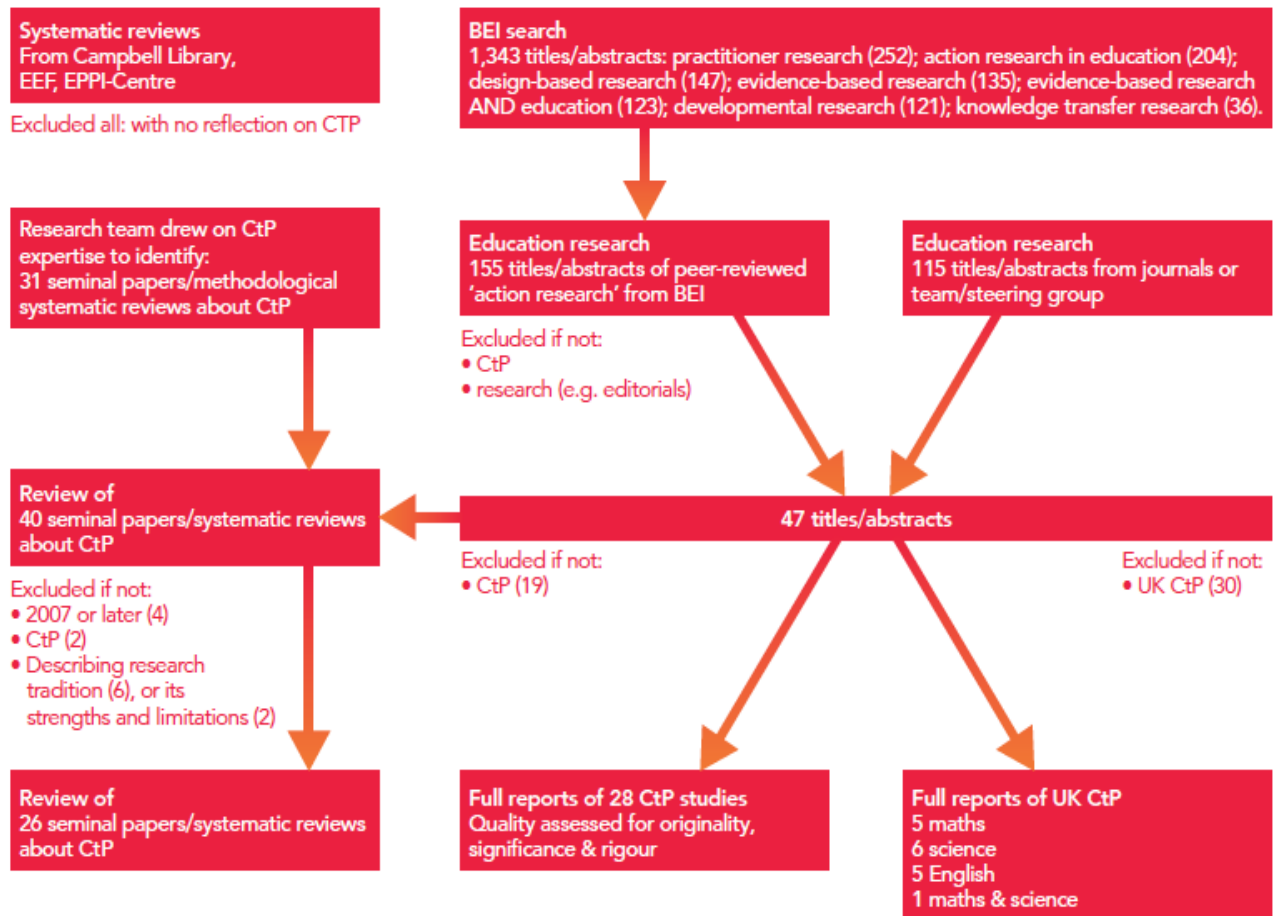 Systematic reviews
From Campbell Library,
EEF, EPPI-Centre
Excluded all: with no reflection on CTP
BEI search
1,343 titles/abstracts: practitioner research (252); action research in education (204);
design-based research (147); evidence-based research (135); evidence-based research
AND education (123); developmental research (121); knowledge transfer research (36).
Research team drew on CtP
expertise to identify:
31 seminal papers/methodological
systematic reviews about CtP
Education research
155 titles/abstracts of peer-reviewed
‘action research’ from BEI
Excluded if not:
• CtP
• research (e.g. editorials)
Education research
115 titles/abstracts from journals or
team/steering group
Review of
40 seminal papers/systematic reviews
about CtP
Excluded if not:
• 2007 or later (4)
• CtP (2)
• Describing research
tradition (6), or its
strengths and limitations (2)
47 titles/abstracts
Excluded if not:
• CtP (19)
Excluded if not:
• UK CtP (30)
Review of
26 seminal papers/systematic reviews
about CtP
Full reports of 28 CtP studies
Quality assessed for originality,
significance & rigour
Full reports of UK CtP
5 maths
6 science
5 English
1 maths & science